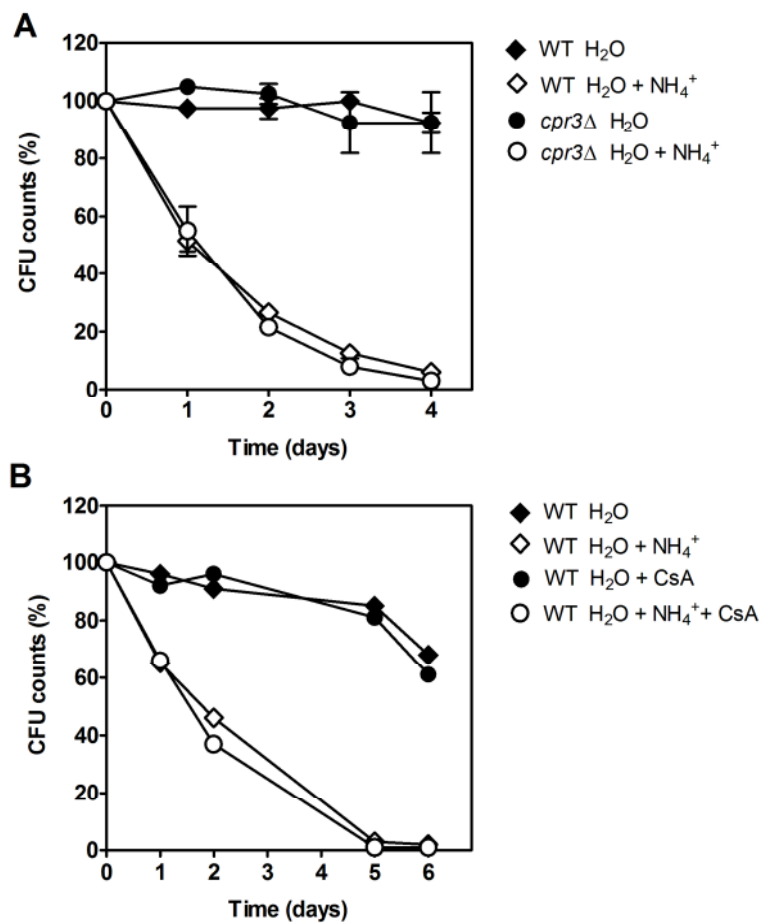 A
120
100
80
60
40
20
0
CFU counts (%)
0 1 2 3 4
Time (days)
WT H₂O
WT H₂O + NH₄⁺
cpr3Δ H₂O
cpr3Δ H₂O + NH₄⁺
B
120
100
80
60
40
20
0
CFU counts (%)
0 1 2 3 4 5 6
Time (days)
WT H₂O
WT H₂O + NH₄⁺
WT H₂O + CsA
WT H₂O + NH₄⁺ + CsA